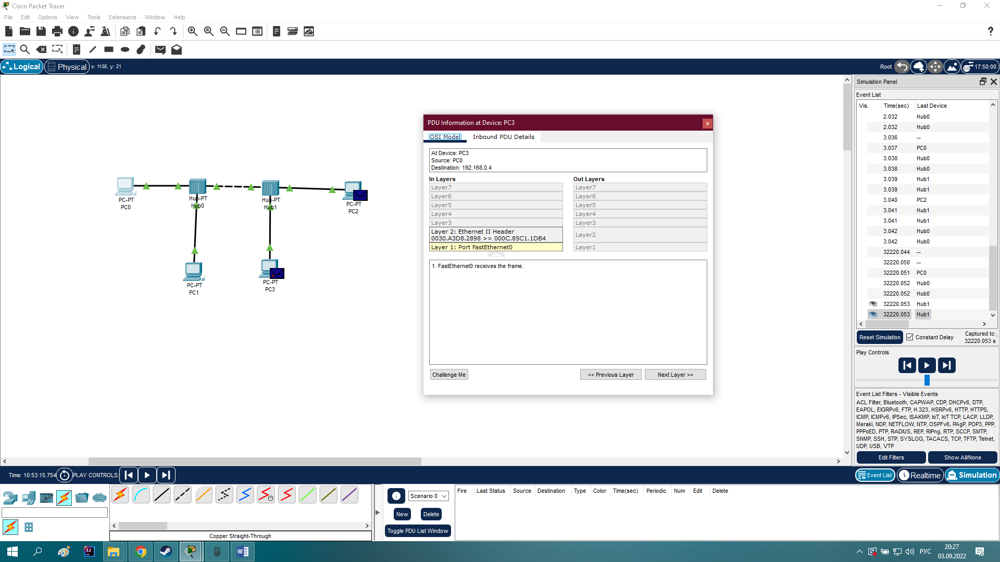 Cisco Packet Tracer
File Edit Options View Tools Extensions Window Help
Logical Physical x: 1138, y: 21 Root 17:50:00
PC-PT
PC0
Hub-PT
Hub0
Hub-PT
Hub1
PC-PT
PC2
PC-PT
PC1
PC-PT
PC3
PDU Information at Device: PC3
OSI Model Inbound PDU Details
At Device: PC3
Source: PC0
Destination: 192.168.0.4
In Layers Out Layers
Layer7 Layer7
Layer6 Layer6
Layer5 Layer5
Layer4 Layer4
Layer3 Layer3
Layer 2: Ethernet II Header
0030.A3D8.2898 >> 000C.85C1.1DB4
Layer2
Layer 1: Port FastEthernet0 Layer1
1. FastEthernet0 receives the frame.
Challenge Me << Previous Layer Next Layer >>
Simulation Panel
Event List
Vis. Time(sec) Last Device
2.032 Hub0
2.032 Hub0
3.036 --
3.037 PC0
3.038 Hub0
3.038 Hub0
3.039 Hub1
3.039 Hub1
3.040 PC2
3.041 Hub1
3.041 Hub1
3.042 Hub0
3.042 Hub0
32220.044 --
32220.050 --
32220.051 PC0
32220.052 Hub0
32220.052 Hub0
32220.053 Hub1
32220.053 Hub1
Reset Simulation Constant Delay
Captured to:
32220.053 s
Play Controls
Event List Filters - Visible Events
ACL Filter, Bluetooth, CAPWAP, CDP, DHCPv6, DTP,
EAPOL, EIGRPv6, FTP, H.323, HSRPv6, HTTP, HTTPS,
ICMP, ICMPv6, IPSec, ISAKMP, IoT, IoT TCP, LACP, LLDP,
Meraki, NDP, NETFLOW, NTP, OSPFv6, PAgP, POP3, PPP,
PPPoED, PTP, RADIUS, REP, RIPng, RTP, SCCP, SMTP,
SNMP, SSH, STP, SYSLOG, TACACS, TCP, TFTP, Telnet,
UDP, USB, VTP
Edit Filters Show All/None
Time: 10:53:15.754 PLAY CONTROLS: Event List Realtime Simulation
Scenario 0
New Delete
Toggle PDU List Window
Fire Last Status Source Destination Type Color Time(sec) Periodic Num Edit Delete
Copper Straight-Through
РУС
20:27
03.09.2022